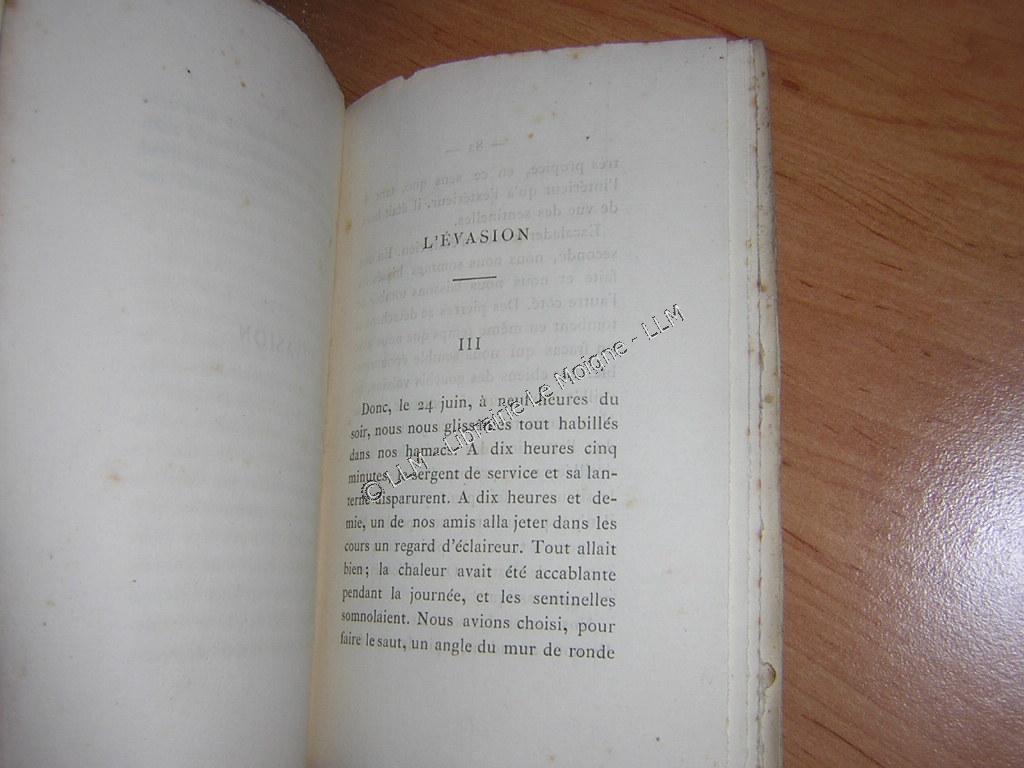 L'ÉVASION
III
Donc, le 24 juin, à neuf heures du
soir, nous nous glissâmes tout habillés
dans nos hamacs. A dix heures cinq
minutes, sergent de service et sa lan-
terne disparurent. A dix heures et de-
mie, un de nos amis alla jeter dans les
cours un regard d'éclaireur. Tout allait
bien; la chaleur avait été accablante
pendant la journée, et les sentinelles
somnolaient. Nous avions choisi, pour
faire le saut, un angle du mur de ronde
© LLM - Librairie Le Moigne - LLM